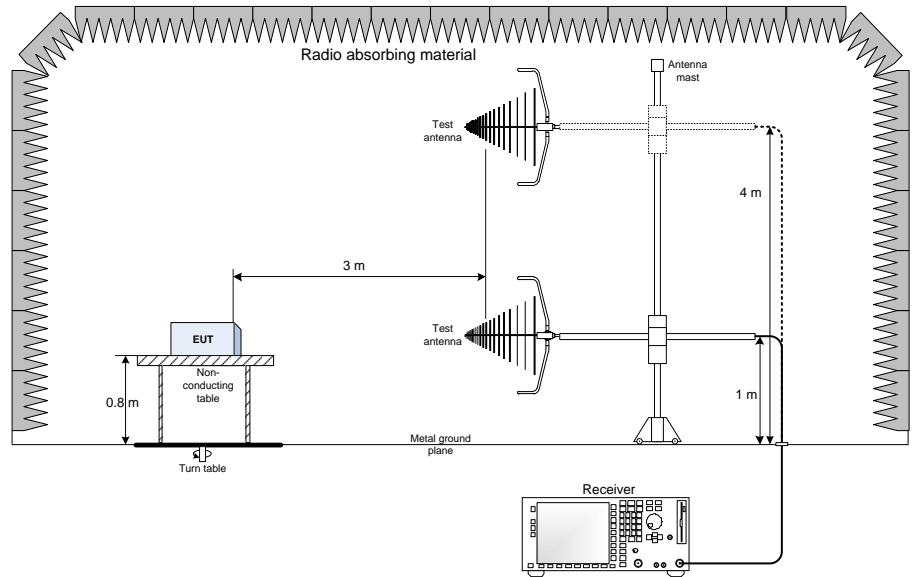 Radio absorbing material
Antenna
mast
Test
antenna
4 m
3 m
EUT
Test
antenna
Non-
conducting
table
0.8 m
1 m
Metal ground
plane
Turn table
Receiver